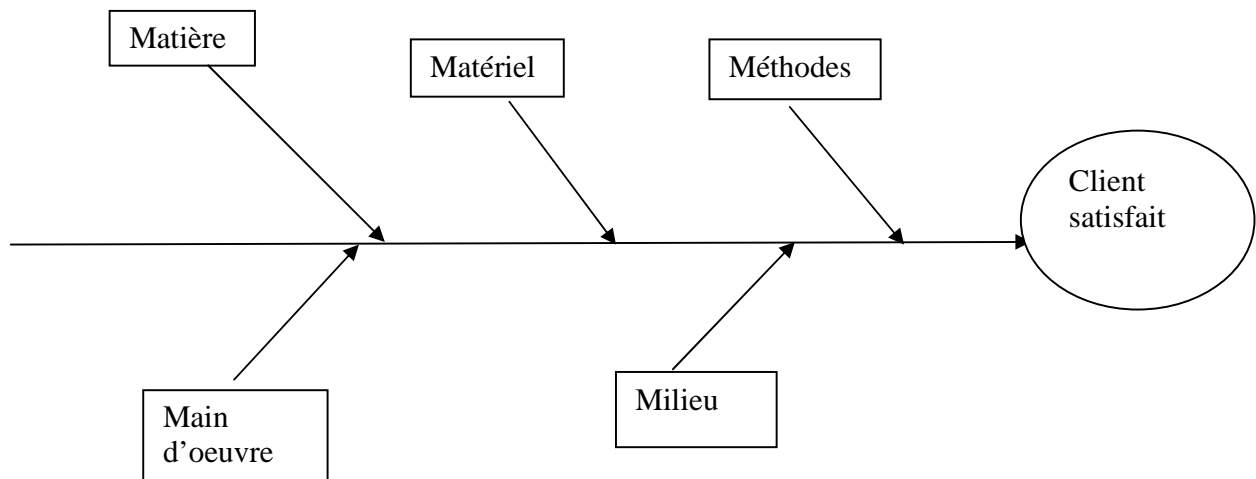 Matière
Matériel
Méthodes
Client
satisfait
Main
d'oeuvre
Milieu